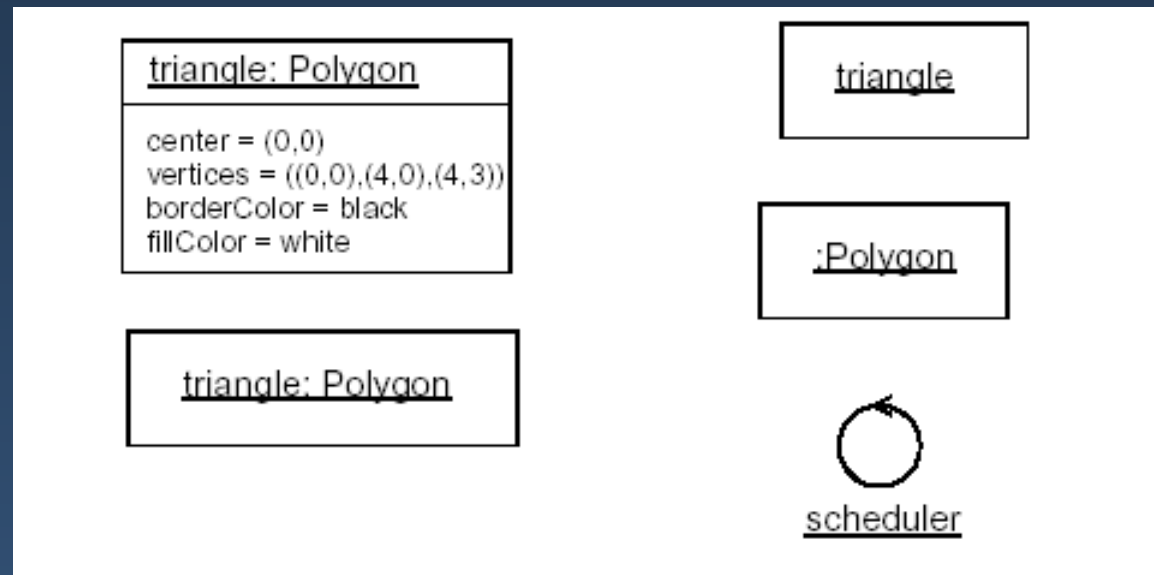 triangle: Polygon
center = (0,0)
vertices = ((0,0),(4,0),(4,3))
borderColor = black
fillColor = white
triangle: Polygon
triangle
:Polygon
scheduler